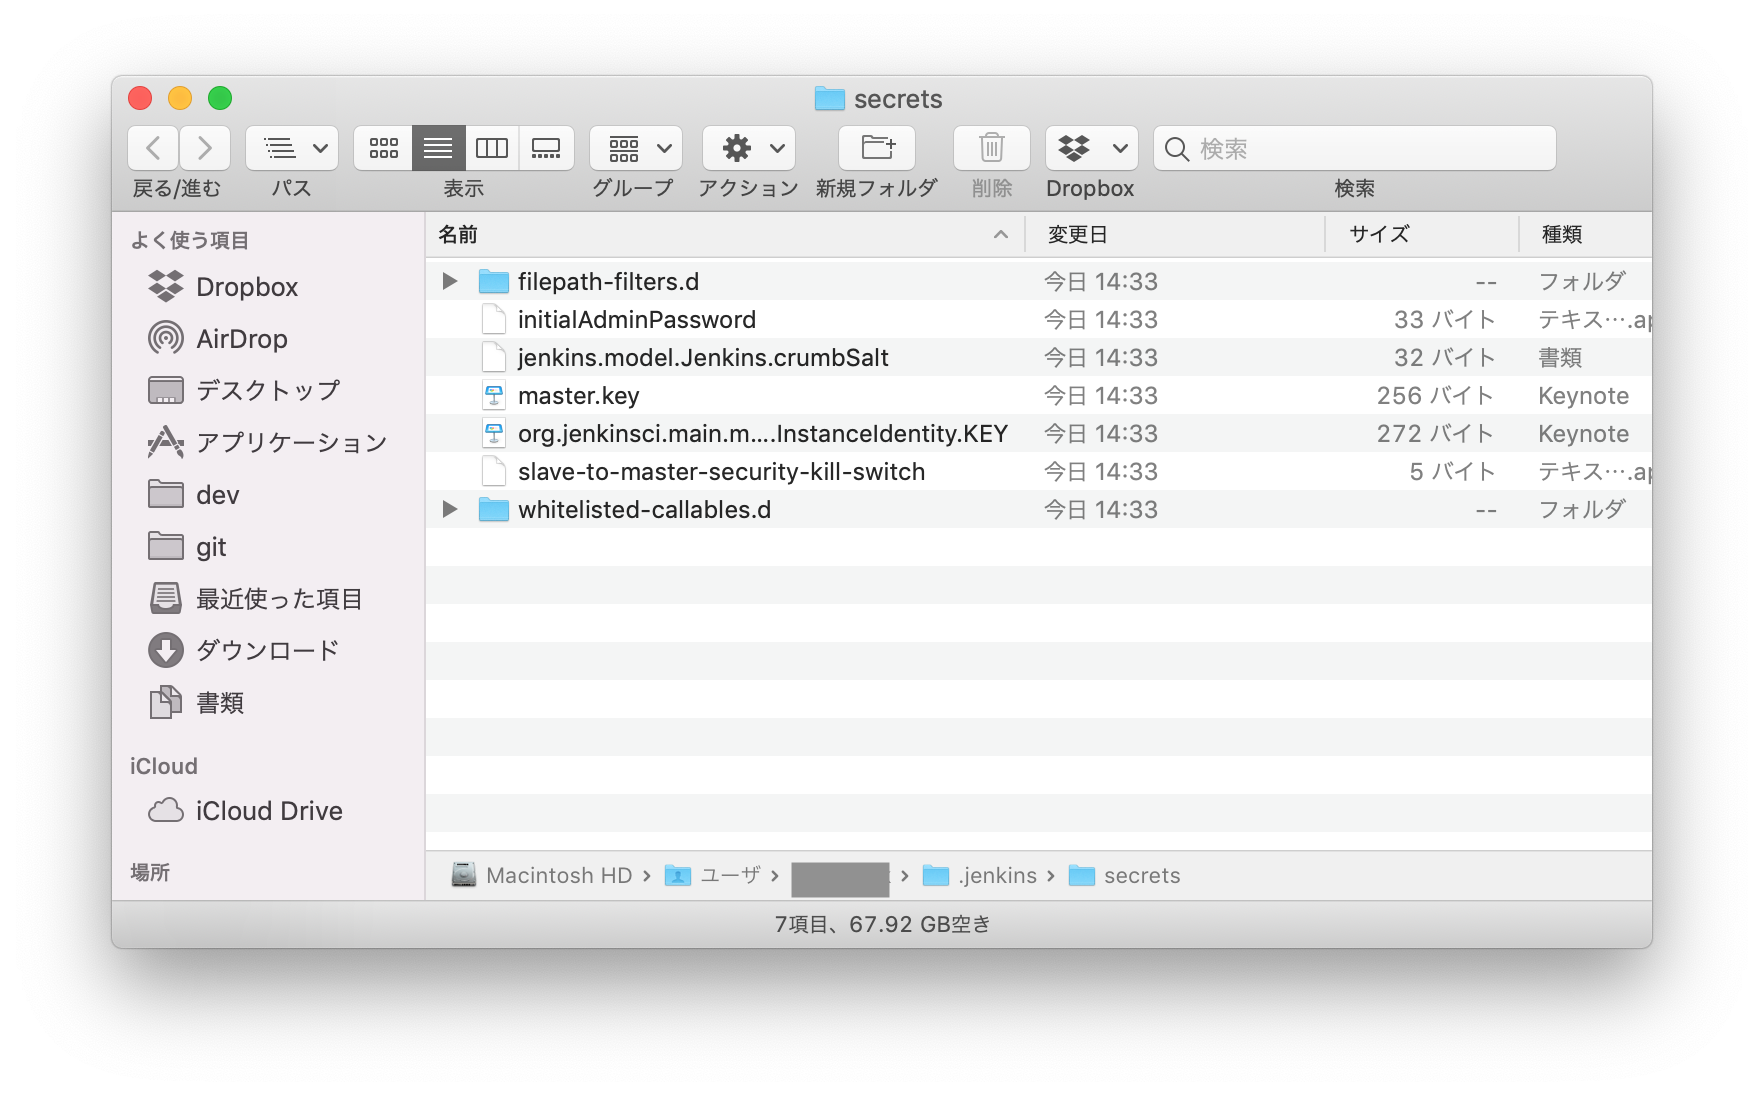 secrets
戻る/進む パス 表示 グループ アクション 新規フォルダ 削除 Dropbox 検索
検索
よく使う項目
Dropbox
AirDrop
デスクトップ
アプリケーション
dev
git
最近使った項目
ダウンロード
書類
iCloud
iCloud Drive
場所
名前 変更日 サイズ 種類
filepath-filters.d 今日 14:33 -- フォルダ
initialAdminPassword 今日 14:33 33 バイト テキス….ap
jenkins.model.Jenkins.crumbSalt 今日 14:33 32 バイト 書類
master.key 今日 14:33 256 バイト Keynote
org.jenkinsci.main.m....InstanceIdentity.KEY 今日 14:33 272 バイト Keynote
slave-to-master-security-kill-switch 今日 14:33 5 バイト テキス….ap
whitelisted-callables.d 今日 14:33 -- フォルダ
Macintosh HD › ユーザ › › .jenkins › secrets
7項目、67.92 GB空き